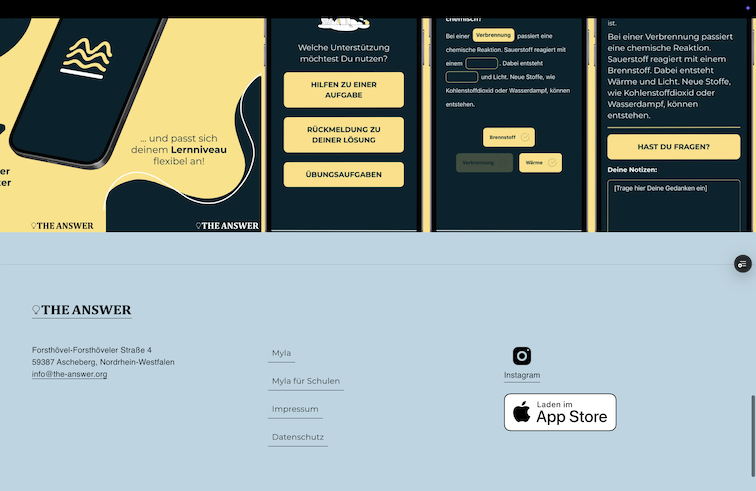 ... und passt sich
deinem Lernniveau
flexibel an!
THE ANSWER
THE ANSWER
Welche Unterstützung
möchtest Du nutzen?
HILFEN ZU EINER
AUFGABE
RÜCKMELDUNG ZU
DEINER LÖSUNG
ÜBUNGSAUFGABEN
chemisch?
Bei einer Verbrennung passiert eine
chemische Reaktion. Sauerstoff reagiert mit
einem . Dabei entsteht
und Licht. Neue Stoffe, wie
Kohlenstoffdioxid oder Wasserdampf, können
entstehen.
Brennstoff
Verbrennung
Wärme
ist.
Bei einer Verbrennung passiert
eine chemische Reaktion.
Sauerstoff reagiert mit einem
Brennstoff. Dabei entsteht
Wärme und Licht. Neue Stoffe,
wie Kohlenstoffdioxid oder
Wasserdampf, können
entstehen.
HAST DU FRAGEN?
Deine Notizen:
[Trage hier Deine Gedanken ein]
THE ANSWER
Forsthövel-Forsthöveler Straße 4
59387 Ascheberg, Nordrhein-Westfalen
info@the-answer.org
Myla
Myla für Schulen
Impressum
Datenschutz
Instagram
Laden im
App Store